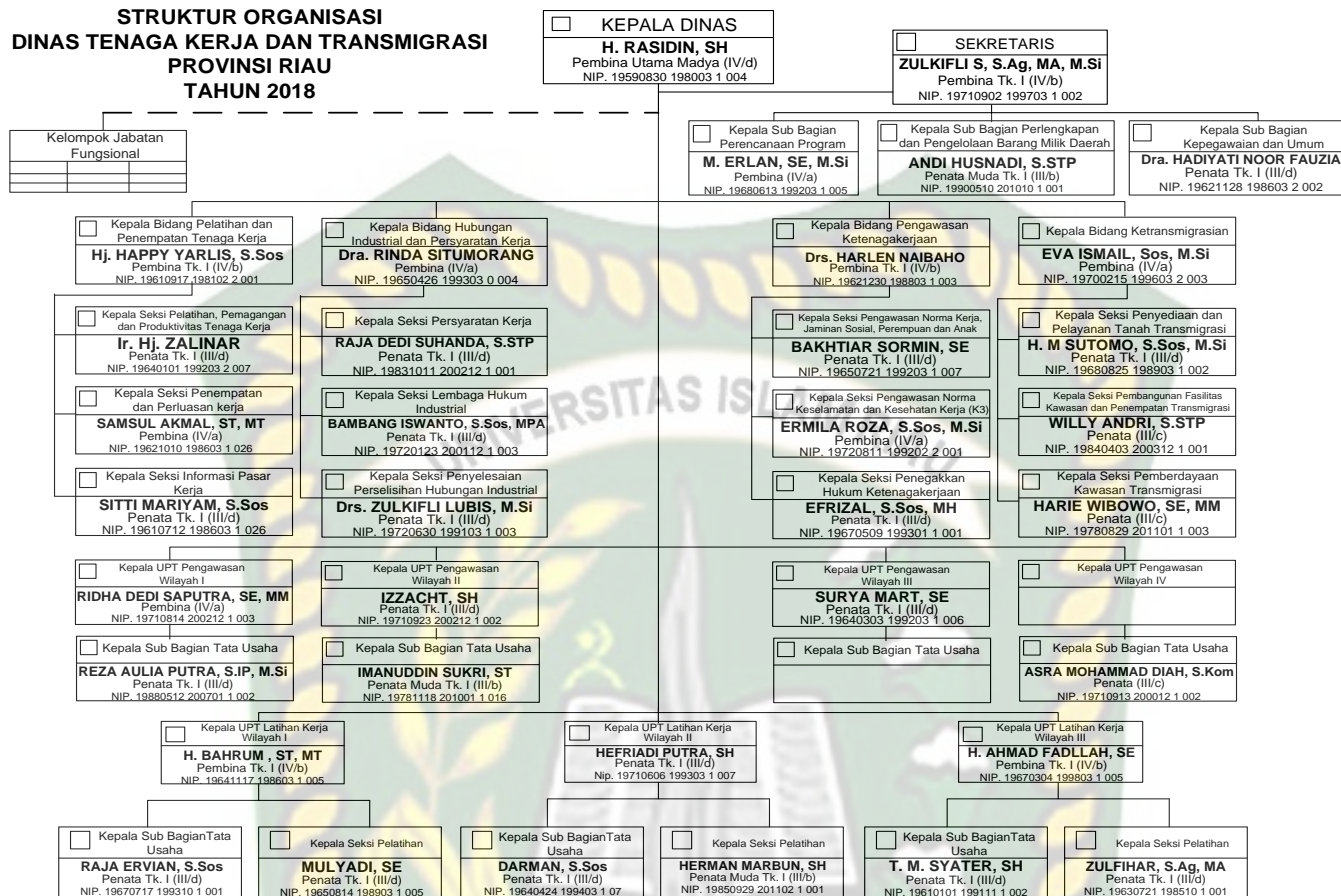 STRUKTUR ORGANISASI
DINAS TENAGA KERJA DAN TRANSMIGRASI
PROVINSI RIAU
TAHUN 2018
KEPALA DINAS
H. RASIDIN, SH
Pembina Utama Madya (IV/d)
NIP. 19590830 198003 1 004
SEKRETARIS
ZULKIFLI S, S.Ag, MA, M.Si
Pembina Tk. I (IV/b)
NIP. 19710902 199703 1 002
Kelompok Jabatan
Fungsional
Kepala Sub Bagian
Perencanaan Program
M. ERLAN, SE, M.Si
Pembina (IV/a)
NIP. 19680613 199203 1 005
Kepala Sub Bagian Perlengkapan
dan Pengelolaan Barang Milik Daerah
ANDI HUSNADI, S.STP
Penata Muda Tk. I (III/b)
NIP. 19900510 201010 1 001
Kepala Sub Bagian
Kepegawaian dan Umum
Dra. HADIYATI NOOR FAUZIA
Penata Tk. I (III/d)
NIP. 19621128 198603 2 002
Kepala Bidang Pelatihan dan
Penempatan Tenaga Kerja
Hj. HAPPY YARLIS, S.Sos
Pembina Tk. I (IV/b)
NIP. 19610917 198102 2 001
Kepala Bidang Hubungan
Industrial dan Persyaratan Kerja
Dra. RINDA SITUMORANG
Pembina (IV/a)
NIP. 19650426 199303 0 004
Kepala Bidang Pengawasan
Ketenagakerjaan
Drs. HARLEN NAIBAHO
Pembina Tk. I (IV/b)
NIP. 19621230 198803 1 003
Kepala Bidang Ketransmigrasian
EVA ISMAIL, Sos, M.Si
Pembina (IV/a)
NIP. 19700215 199603 2 003
Kepala Seksi Pelatihan, Pemagangan
dan Produktivitas Tenaga Kerja
Ir. Hj. ZALINAR
Penata Tk. I (III/d)
NIP. 19640101 199203 2 007
Kepala Seksi Persyaratan Kerja
RAJA DEDI SUHANDA, S.STP
Penata Tk. I (III/d)
NIP. 19831011 200212 1 001
Kepala Seksi Pengawasan Norma Kerja,
Jaminan Sosial, Perempuan dan Anak
BAKHTIAR SORMIN, SE
Penata Tk. I (III/d)
NIP. 19650721 199203 1 007
Kepala Seksi Penyediaan dan
Pelayanan Tanah Transmigrasi
H. M SUTOMO, S.Sos, M.Si
Penata Tk. I (III/d)
NIP. 19680825 198903 1 002
Kepala Seksi Penempatan
dan Perluasan kerja
SAMSUL AKMAL, ST, MT
Pembina (IV/a)
NIP. 19621010 198603 1 026
Kepala Seksi Lembaga Hukum
Industrial
BAMBANG ISWANTO, S.Sos, MPA
Penata Tk. I (III/d)
NIP. 19720123 200112 1 003
Kepala Seksi Pengawasan Norma
Keselamatan dan Kesehatan Kerja (K3)
ERMILA ROZA, S.Sos, M.Si
Pembina (IV/a)
NIP. 19720811 199202 2 001
Kepala Seksi Pembangunan Fasilitas
Kawasan dan Penempatan Transmigrasi
WILLY ANDRI, S.STP
Penata (III/c)
NIP. 19840403 200312 1 001
Kepala Seksi Informasi Pasar
Kerja
SITTI MARIYAM, S.Sos
Penata Tk. I (III/d)
NIP. 19610712 198603 1 026
Kepala Seksi Penyelesaian
Perselisihan Hubungan Industrial
Drs. ZULKIFLI LUBIS, M.Si
Penata Tk. I (III/d)
NIP. 19720630 199103 1 003
Kepala Seksi Penegakkan
Hukum Ketenagakerjaan
EFRIZAL, S.Sos, MH
Penata Tk. I (III/d)
NIP. 19670509 199301 1 001
Kepala Seksi Pemberdayaan
Kawasan Transmigrasi
HARIE WIBOWO, SE, MM
Penata (III/c)
NIP. 19780829 201101 1 003
Kepala UPT Pengawasan
Wilayah I
RIDHA DEDI SAPUTRA, SE, MM
Pembina (IV/a)
NIP. 19710814 200212 1 003
Kepala UPT Pengawasan
Wilayah II
IZZACHT, SH
Penata Tk. I (III/d)
NIP. 19710923 200212 1 002
Kepala UPT Pengawasan
Wilayah III
SURYA MART, SE
Penata Tk. I (III/d)
NIP. 19640303 199203 1 006
Kepala UPT Pengawasan
Wilayah IV
Kepala Sub Bagian Tata Usaha
REZA AULIA PUTRA, S.IP, M.Si
Penata Tk. I (III/d)
NIP. 19880512 200701 1 002
Kepala Sub Bagian Tata Usaha
IMANUDDIN SUKRI, ST
Penata Muda Tk. I (III/b)
NIP. 19781118 201001 1 016
Kepala Sub Bagian Tata Usaha
Kepala Sub Bagian Tata Usaha
ASRA MOHAMMAD DIAH, S.Kom
Penata (III/c)
NIP. 19710913 200012 1 002
Kepala UPT Latihan Kerja
Wilayah I
H. BAHRUM , ST, MT
Pembina Tk. I (IV/b)
NIP. 19641117 198603 1 005
Kepala UPT Latihan Kerja
Wilayah II
HEFRIADI PUTRA, SH
Penata Tk. I (III/d)
Nip. 19710606 199303 1 007
Kepala UPT Latihan Kerja
Wilayah III
H. AHMAD FADLLAH, SE
Pembina Tk. I (IV/b)
NIP. 19670304 199803 1 005
Kepala Sub BagianTata
Usaha
RAJA ERVIAN, S.Sos
Penata Tk. I (III/d)
NIP. 19670717 199310 1 001
Kepala Seksi Pelatihan
MULYADI, SE
Penata Tk. I (III/d)
NIP. 19650814 198903 1 005
Kepala Sub BagianTata
Usaha
DARMAN, S.Sos
Penata Tk. I (III/d)
NIP. 19640424 199403 1 07
Kepala Seksi Pelatihan
HERMAN MARBUN, SH
Penata Muda Tk. I (III/b)
NIP. 19850929 201102 1 001
Kepala Sub BagianTata
Usaha
T. M. SYATER, SH
Penata Tk. I (III/d)
NIP. 19610101 199111 1 002
Kepala Seksi Pelatihan
ZULFIHAR, S.Ag, MA
Penata Tk. I (III/d)
NIP. 19630721 198510 1 001
UNIVERSITAS ISLAM RIAU